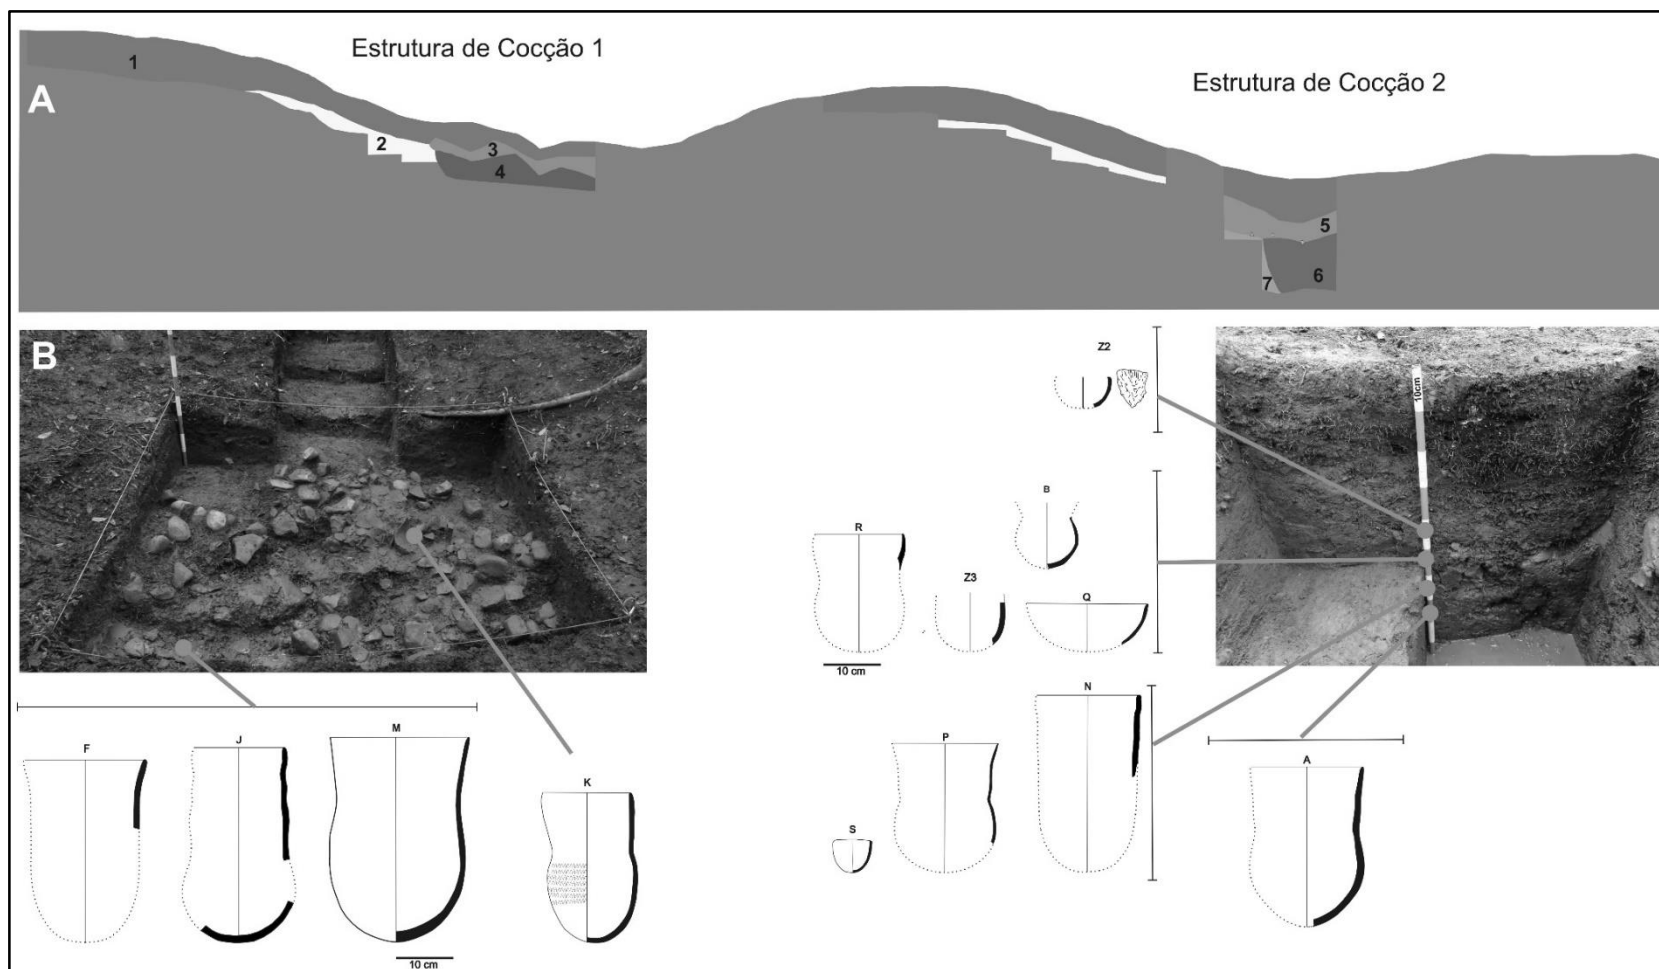 Estrutura de Cocção 1
Estrutura de Cocção 2
A
1
2
3
4
5
6
7
B
Z2
10cm
B
R
Z3
Q
10 cm
N
P
S
A
F
J
M
K
10 cm